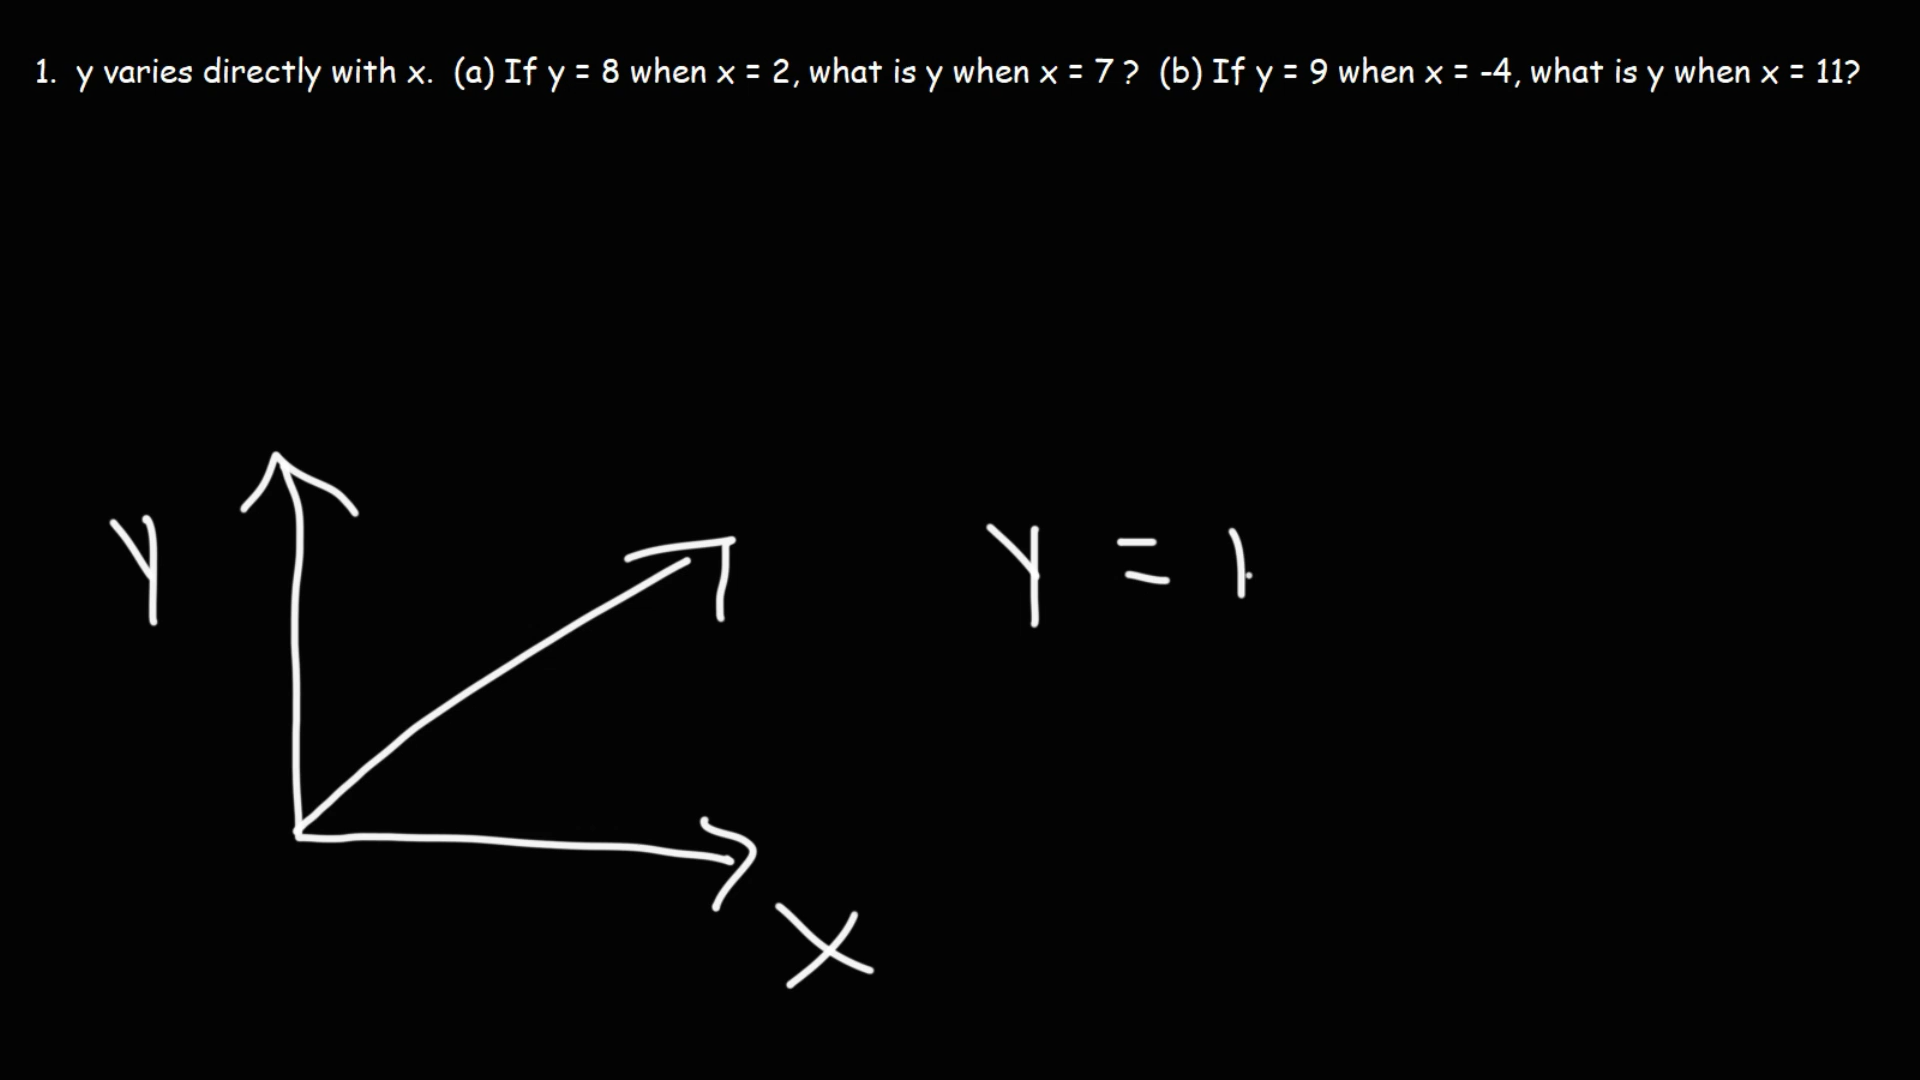 1. y varies directly with x. (a) If y = 8 when x = 2, what is y when x = 7 ? (b) If y = 9 when x = -4, what is y when x = 11?
y
y =
x